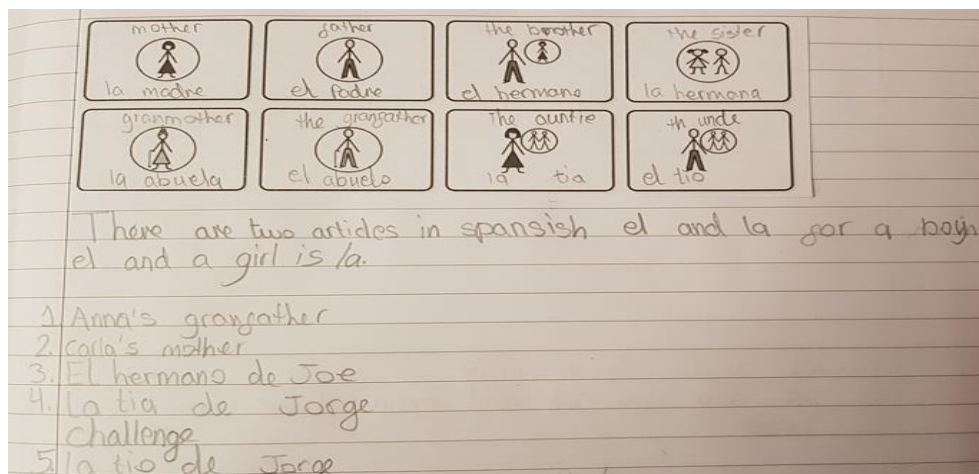 mother father the brother the sister
la madre el padre el hermano la hermana
granmother the granfather The auntie th uncle
la abuela el abuelo la tia el tio
There are two articles in spansish el and la for a boy
el and a girl is la.
1. Anna's granfather
2. Carla's mother
3. El hermano de Joe
4. La tia de Jorge
Challenge
5. la tio de Jorge